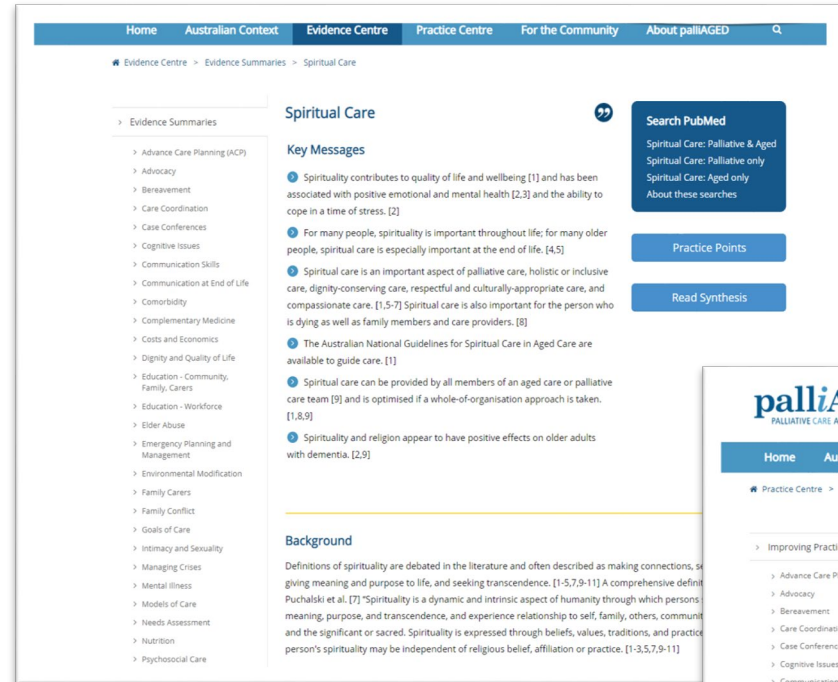 Home Australian Context Evidence Centre Practice Centre For the Community About palliAGED
Evidence Centre > Evidence Summaries > Spiritual Care
> Evidence Summaries
> Advance Care Planning (ACP)
> Advocacy
> Bereavement
> Care Coordination
> Case Conferences
> Cognitive Issues
> Communication Skills
> Communication at End of Life
> Comorbidity
> Complementary Medicine
> Costs and Economics
> Dignity and Quality of Life
> Education - Community,
Family, Carers
> Education - Workforce
> Elder Abuse
> Emergency Planning and
Management
> Environmental Modification
> Family Carers
> Family Conflict
> Goals of Care
> Intimacy and Sexuality
> Managing Crises
> Mental Illness
> Models of Care
> Needs Assessment
> Nutrition
> Psychosocial Care
Spiritual Care
Key Messages
Spirituality contributes to quality of life and wellbeing [1] and has been
associated with positive emotional and mental health [2,3] and the ability to
cope in a time of stress. [2]
For many people, spirituality is important throughout life; for many older
people, spiritual care is especially important at the end of life. [4,5]
Spiritual care is an important aspect of palliative care, holistic or inclusive
care, dignity-conserving care, respectful and culturally-appropriate care, and
compassionate care. [1,5-7] Spiritual care is also important for the person who
is dying as well as family members and care providers. [8]
The Australian National Guidelines for Spiritual Care in Aged Care are
available to guide care. [1]
Spiritual care can be provided by all members of an aged care or palliative
care team [9] and is optimised if a whole-of-organisation approach is taken.
[1,8,9]
Spirituality and religion appear to have positive effects on older adults
with dementia. [2,9]
Background
Definitions of spirituality are debated in the literature and often described as making connections,
giving meaning and purpose to life, and seeking transcendence. [1-5,7,9-11] A comprehensive
Puchalski et al. [7] "Spirituality is a dynamic and intrinsic aspect of humanity through which persons
meaning, purpose, and transcendence, and experience relationship to self, family, others,
and the significant or sacred. Spirituality is expressed through beliefs, values, traditions, and
person's spirituality may be independent of religious belief, affiliation or practice. [1-3,5,7,9-11]
Search PubMed
Spiritual Care: Palliative & Aged
Spiritual Care: Palliative only
Spiritual Care: Aged only
About these searches
Practice Points
Read Synthesis
PALLIATIVE CARE
Home
Practice Centre >
> Improving
> Advance Care
> Advocacy
> Bereavement
> Care
> Case
> Cognitive Issues